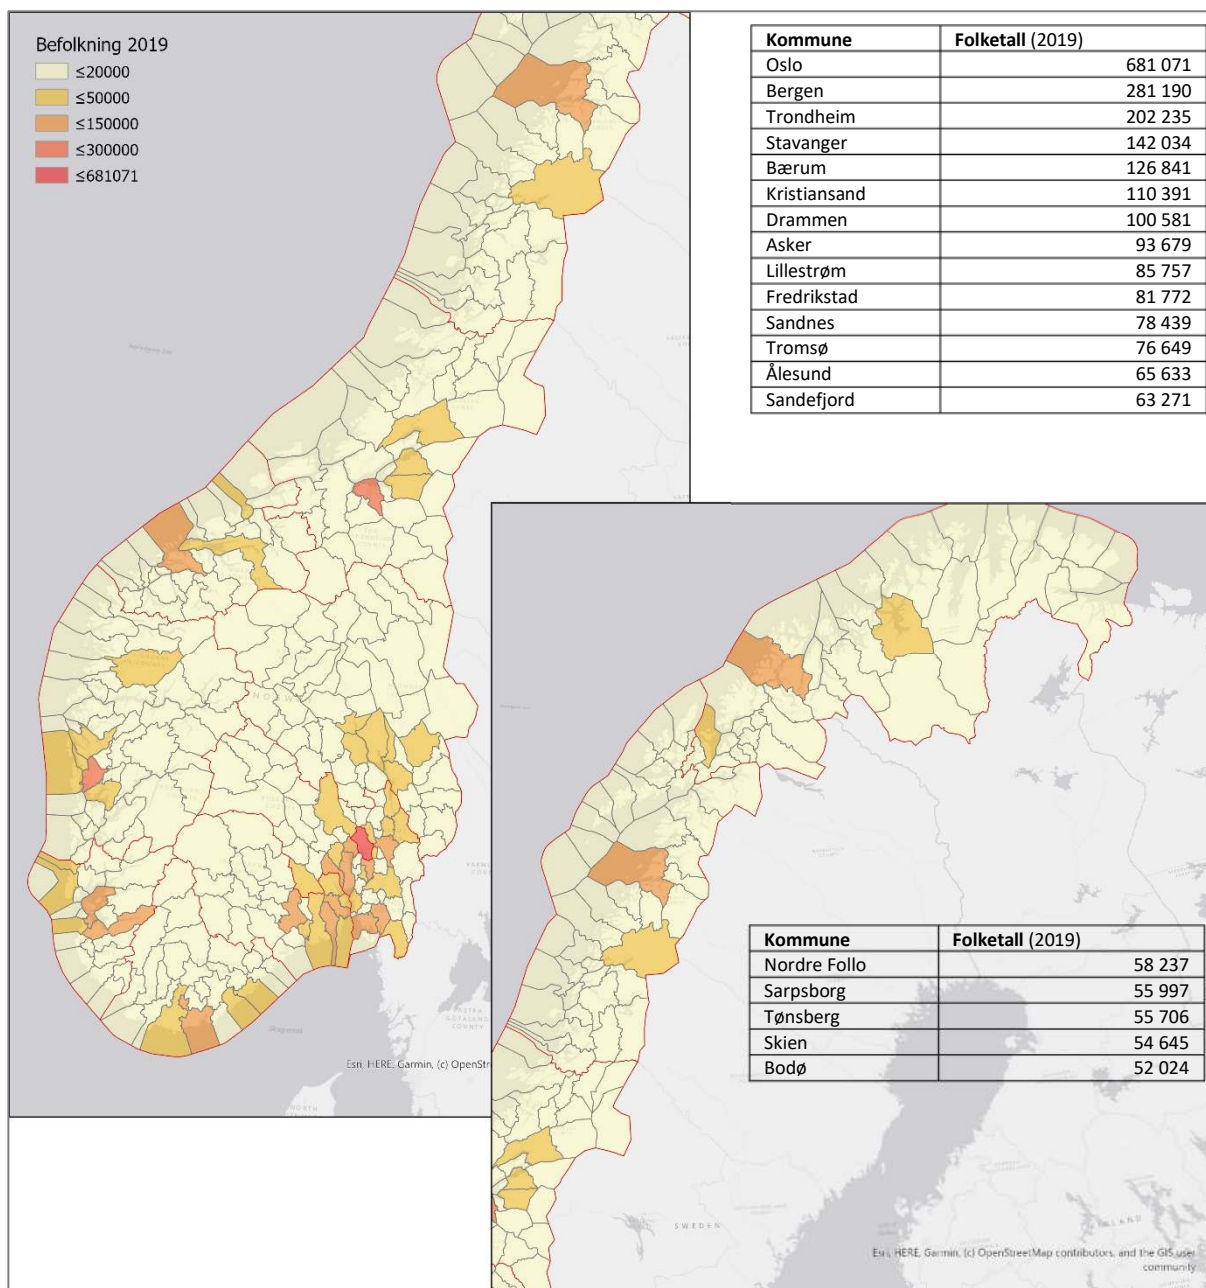 Befolkning 2019
≤20000
≤50000
≤150000
≤300000
≤681071
Kommune Folketall (2019)
Oslo 681 071
Bergen 281 190
Trondheim 202 235
Stavanger 142 034
Bærum 126 841
Kristiansand 110 391
Drammen 100 581
Asker 93 679
Lillestrøm 85 757
Fredrikstad 81 772
Sandnes 78 439
Tromsø 76 649
Ålesund 65 633
Sandefjord 63 271
Esri, HERE, Garmin, (c) OpenStr
Kommune Folketall (2019)
Nordre Follo 58 237
Sarpsborg 55 997
Tønsberg 55 706
Skien 54 645
Bodø 52 024
SWEDEN
Esri, HERE, Garmin, (c) OpenStreetMap contributors, and the GIS user
community